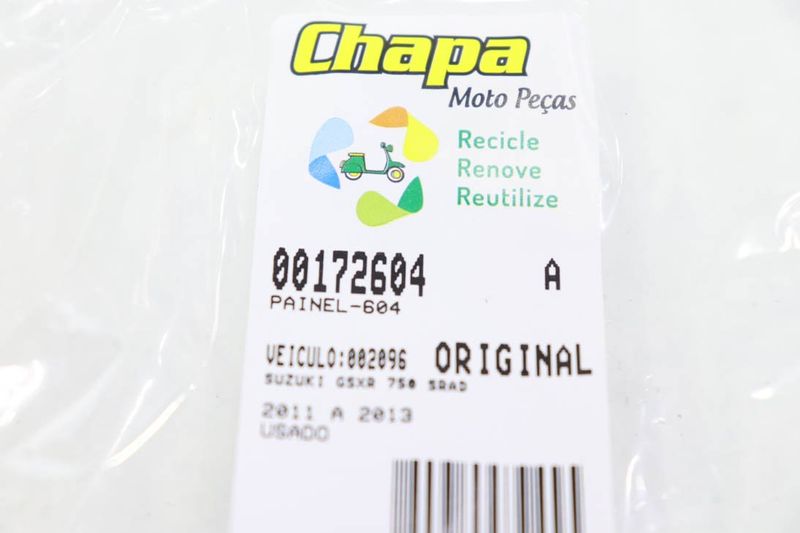 Chapa
Moto Peças
Recicle
Renove
Reutilize
00172604 A
PAINEL-604
VEICULO:002096 ORIGINAL
SUZUKI GSXR 750 SRAD
2011 A 2013
USADO